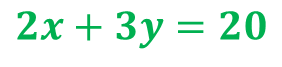 2x + 3y = 20